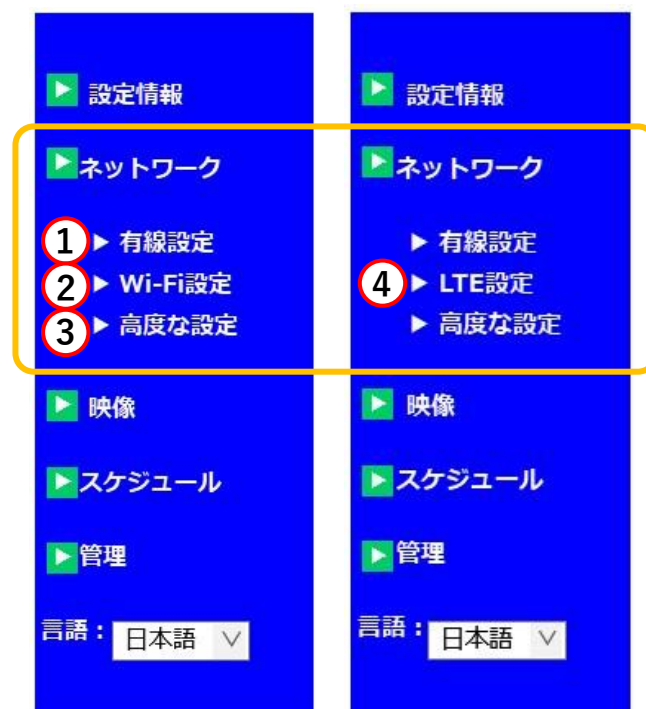 設定情報
ネットワーク
① 有線設定
② Wi-Fi設定
③ 高度な設定
映像
スケジュール
管理
言語： 日本語
設定情報
ネットワーク
有線設定
④ LTE設定
高度な設定
映像
スケジュール
管理
言語： 日本語